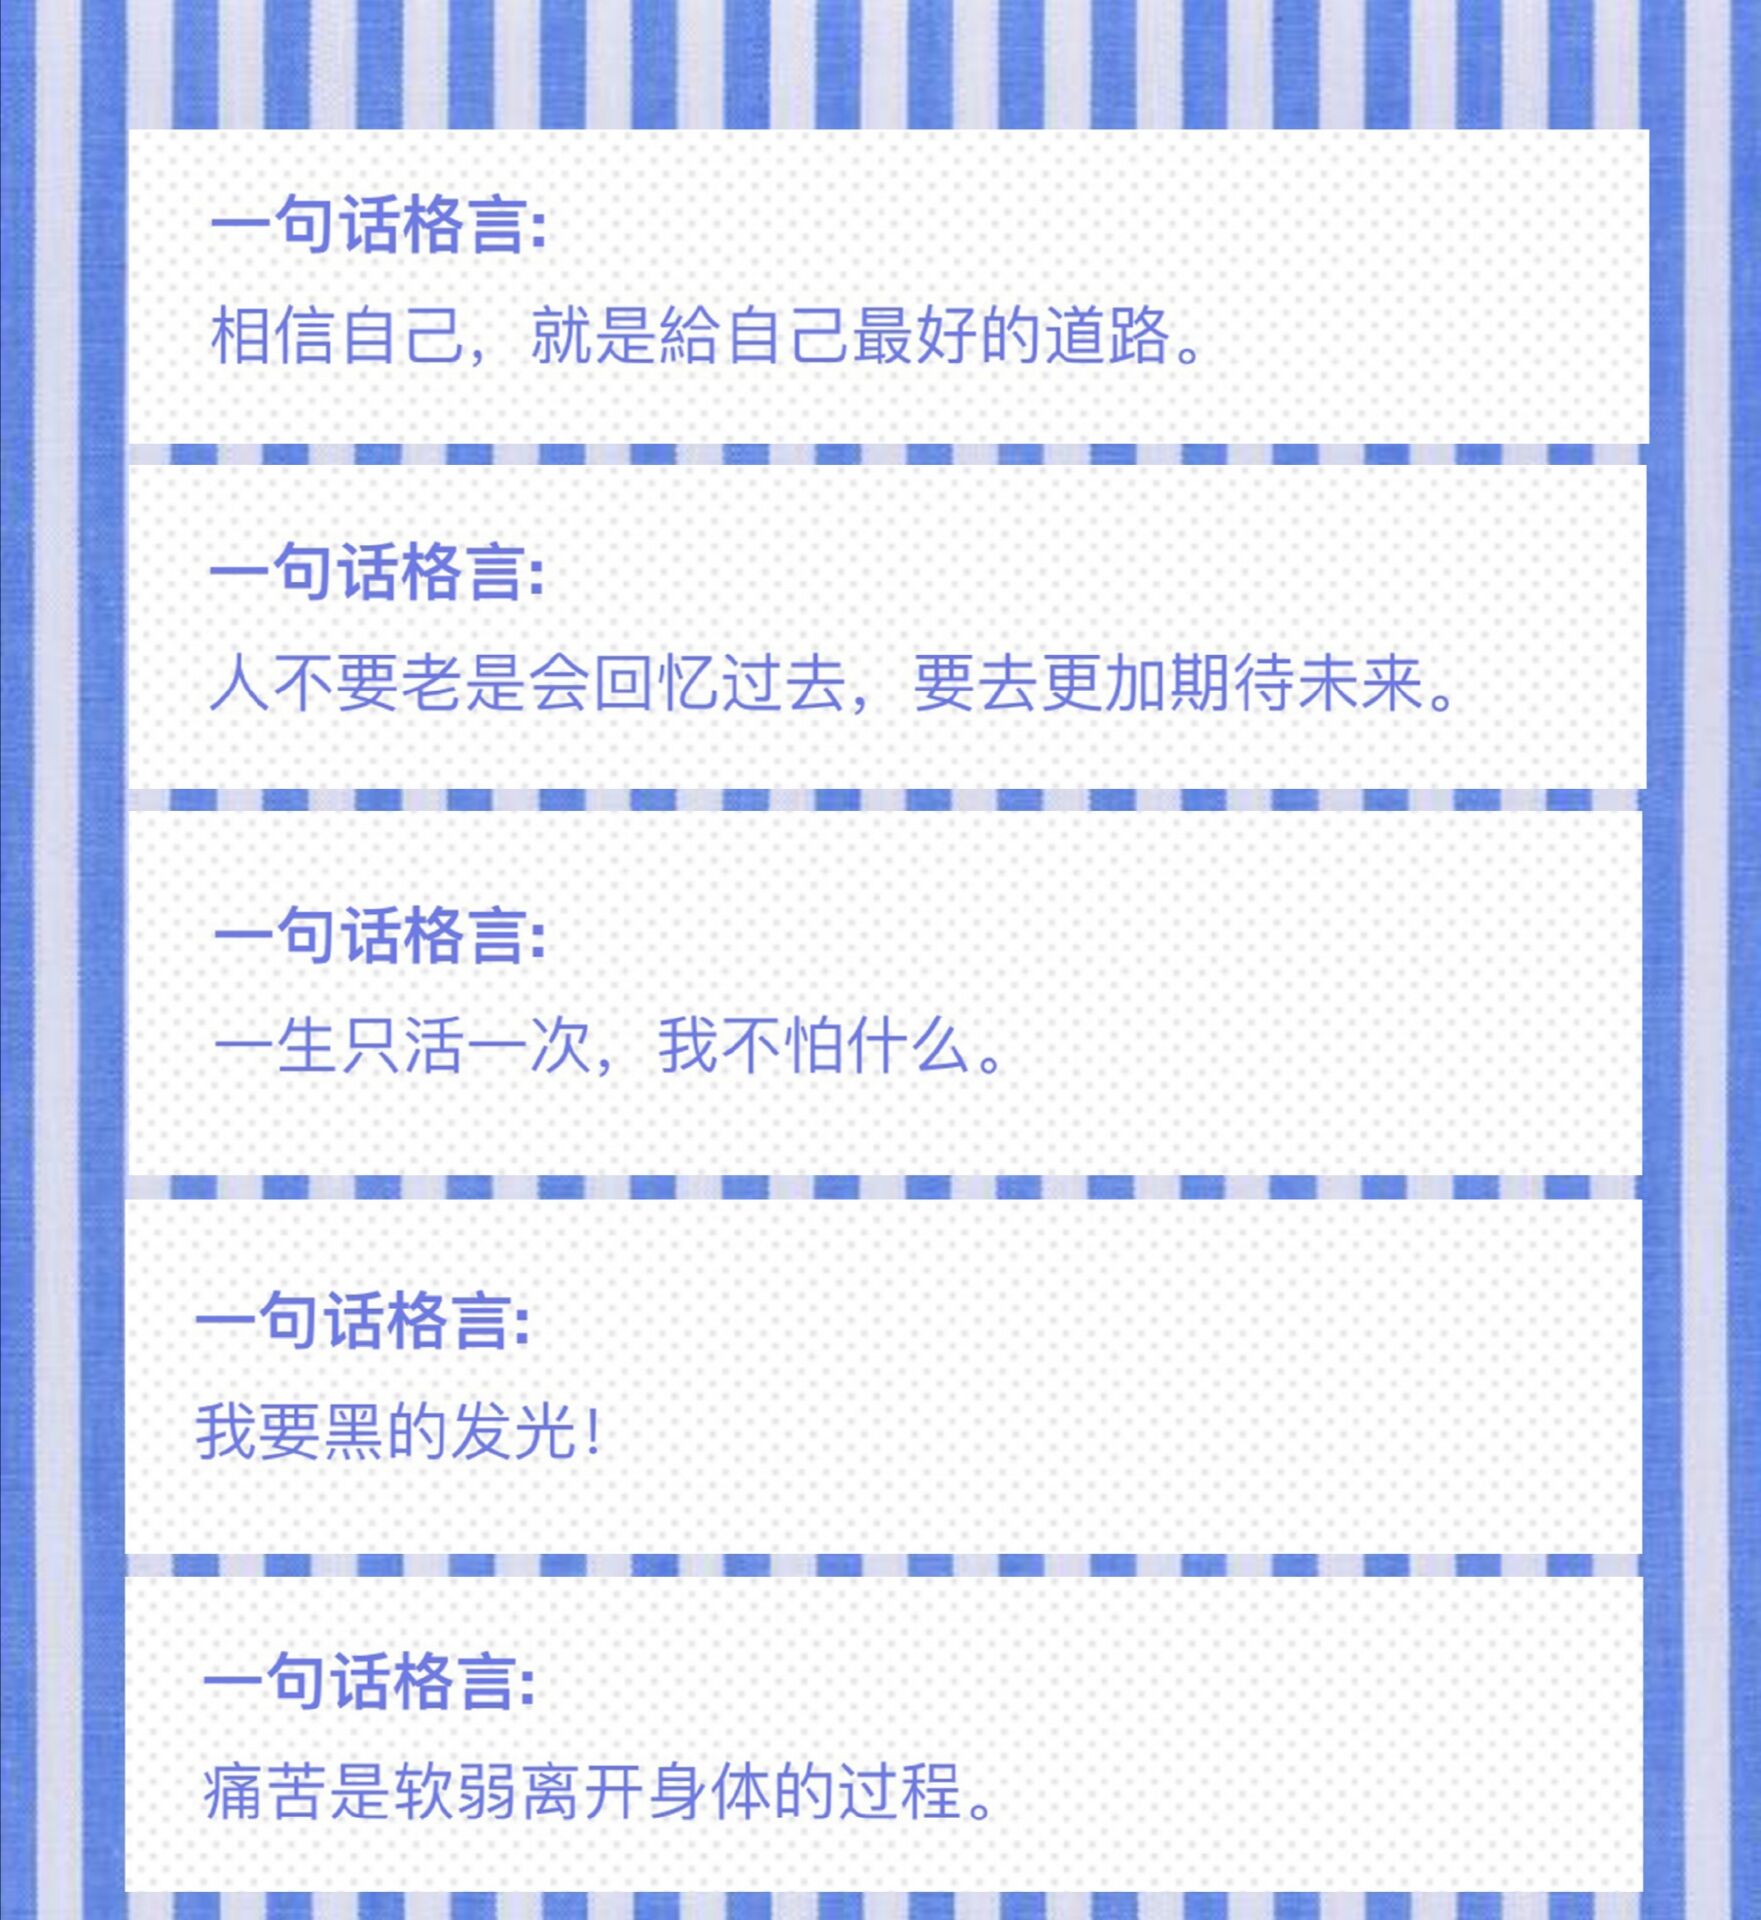 一句话格言:
相信自己，就是給自己最好的道路。
一句话格言:
人不要老是会回忆过去，要去更加期待未来。
一句话格言:
一生只活一次，我不怕什么。
一句话格言:
我要黑的发光！
一句话格言:
痛苦是软弱离开身体的过程。